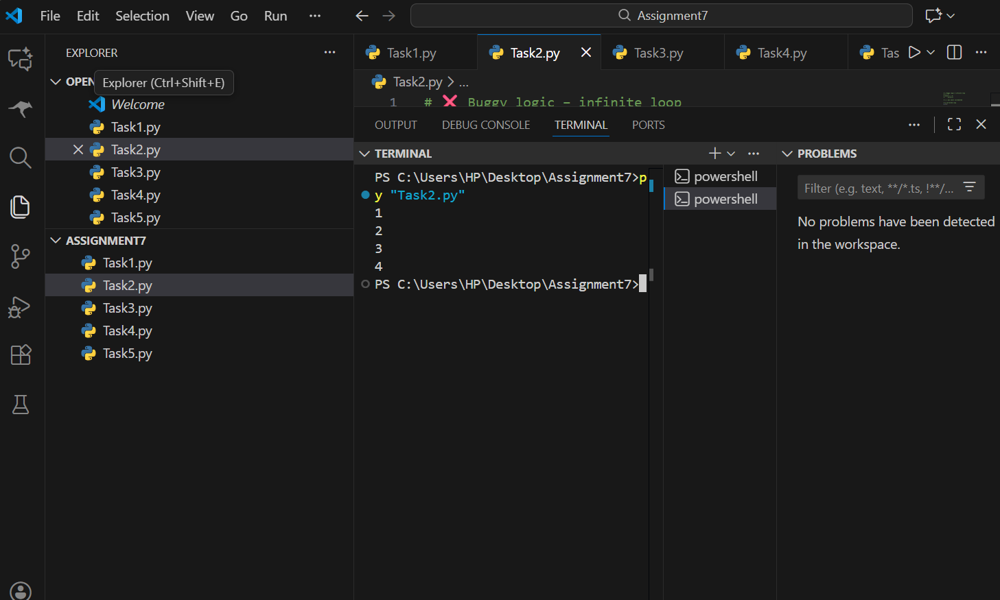 File Edit Selection View Go Run ··· Assignment7
EXPLORER ···
OPEN
Explorer (Ctrl+Shift+E)
Welcome
Task1.py
Task2.py
Task3.py
Task4.py
Task5.py
ASSIGNMENT7
Task1.py
Task2.py
Task3.py
Task4.py
Task5.py
Task1.py Task2.py Task3.py Task4.py Tas ···
Task2.py > ...
1 # ❌ Buggy logic – infinite loop
OUTPUT DEBUG CONSOLE TERMINAL PORTS ···
TERMINAL ···
PS C:\Users\HP\Desktop\Assignment7>p
y "Task2.py"
1
2
3
4
PS C:\Users\HP\Desktop\Assignment7>
powershell
powershell
PROBLEMS
Filter (e.g. text, **/*.ts, !**/...
No problems have been detected
in the workspace.